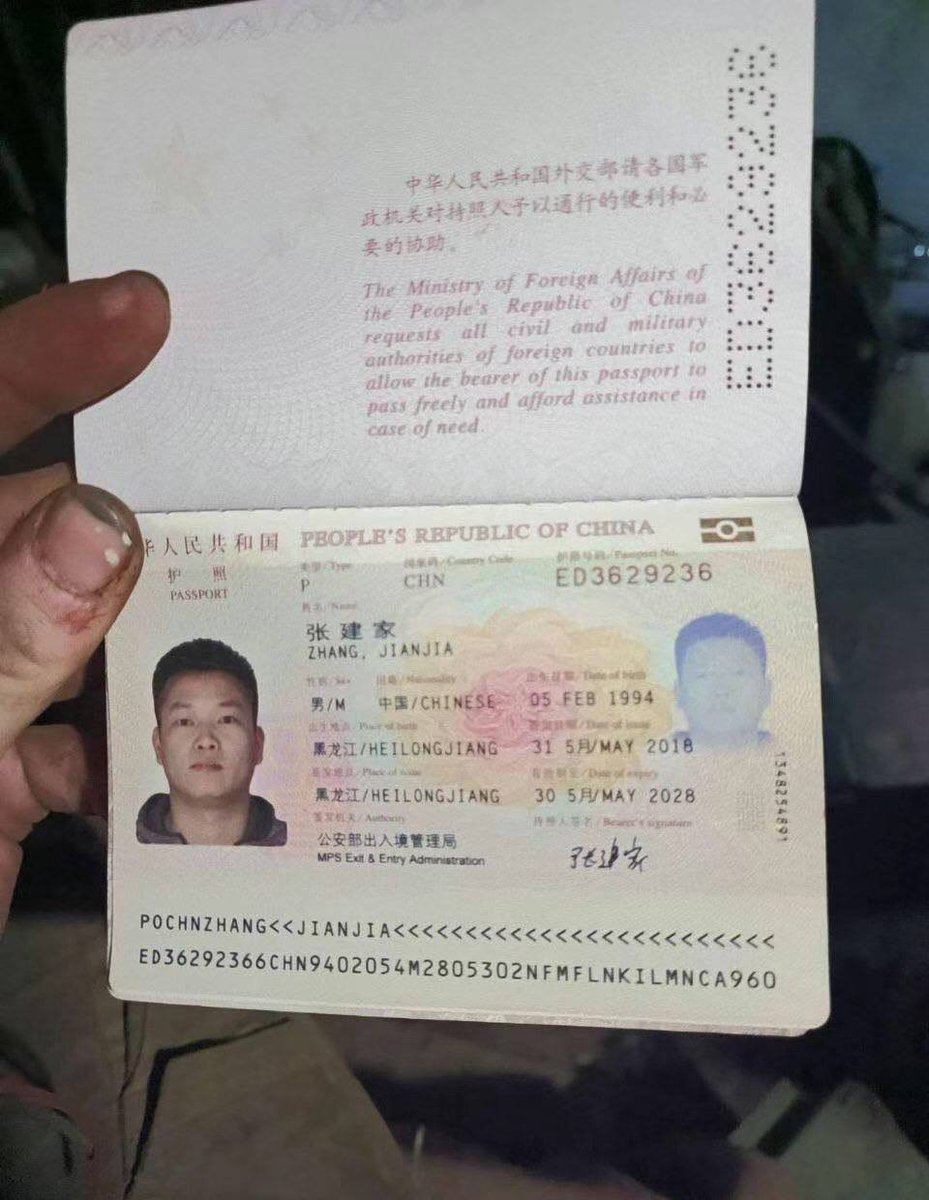 中华人民共和国外交部请各国军
政机关对持照人予以通行的便利和必
要的协助。
The Ministry of Foreign Affairs of
the People's Republic of China
requests all civil and military
authorities of foreign countries to
allow the bearer of this passport to
pass freely and afford assistance in
case of need.
ED3629236
华人民共和国 PEOPLE'S REPUBLIC OF CHINA
护照
PASSPORT
类型/Type 国家码/Country Code 护照号码/Passport No.
P CHN ED3629236
姓名/Name
张建家
ZHANG, JIANJIA
性别/Sex 国籍/Nationality 出生日期/Date of birth
男/M 中国/CHINESE 05 FEB 1994
出生地点/Place of birth 签发日期/Date of issue
黑龙江/HEILONGJIANG 31 5月/MAY 2018
签发地点/Place of issue 有效期至/Date of expiry
黑龙江/HEILONGJIANG 30 5月/MAY 2028
签发机关/Authority 持照人签名/Bearer's signature
公安部出入境管理局
MPS Exit & Entry Administration
张建家
134825489
POCHNZHANG<<JIANJIA<<<<<<<<<<<<<<<<<<<<<<<<<
ED36292366CHN9402054M2805302NFMFLNKILMNCA960